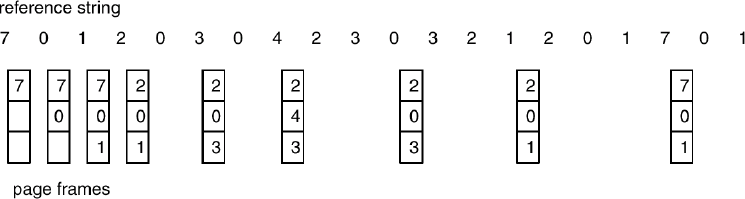 reference string
7 0 1 2 0 3 0 4 2 3 0 3 2 1 2 0 1 7 0 1
7 7 7 2 2 2 2 2 7
0 0 0 0 4 0 0 0
1 1 3 3 3 1 1
page frames